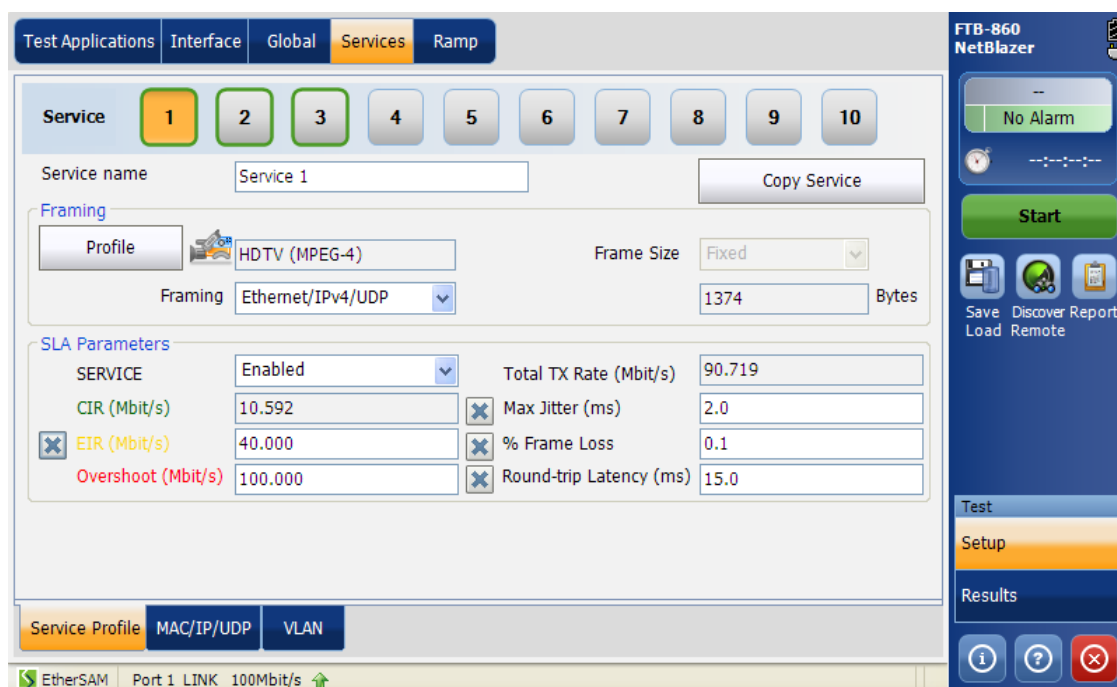 Test Applications Interface Global Services Ramp
FTB-860
NetBlazer
Service 1 2 3 4 5 6 7 8 9 10
--
No Alarm
--:--:--:--
Service name Service 1 Copy Service
Start
Framing
Profile HDTV (MPEG-4) Frame Size Fixed
Framing Ethernet/IPv4/UDP 1374 Bytes
Save Discover Report
Load Remote
SLA Parameters
SERVICE Enabled Total TX Rate (Mbit/s) 90.719
CIR (Mbit/s) 10.592 Max Jitter (ms) 2.0
EIR (Mbit/s) 40.000 % Frame Loss 0.1
Overshoot (Mbit/s) 100.000 Round-trip Latency (ms) 15.0
Test
Setup
Results
Service Profile MAC/IP/UDP VLAN
EtherSAM Port 1 LINK 100Mbit/s